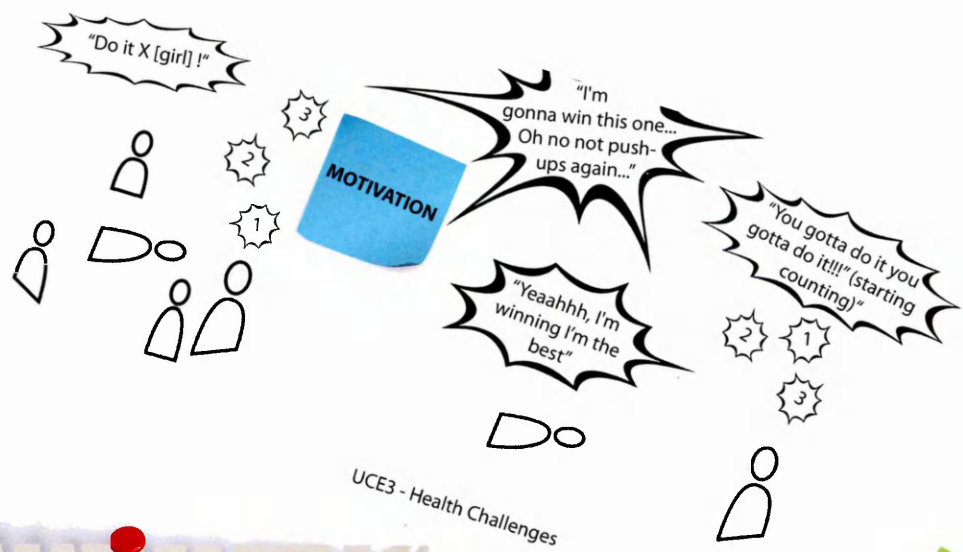 "Do it X [girl] !"
3
2
1
MOTIVATION
"I'm
gonna win this one...
Oh no not push-
ups again..."
"You gotta do it you
gotta do it!!!" (starting
counting)"
"Yeaahhh, I'm
winning I'm the
best"
2
1
3
UCE3 - Health Challenges